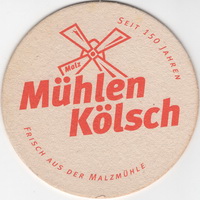 SEIT 150 JAHREN
Malz
Mühlen
Kölsch
FRISCH AUS DER MALZMÜHLE